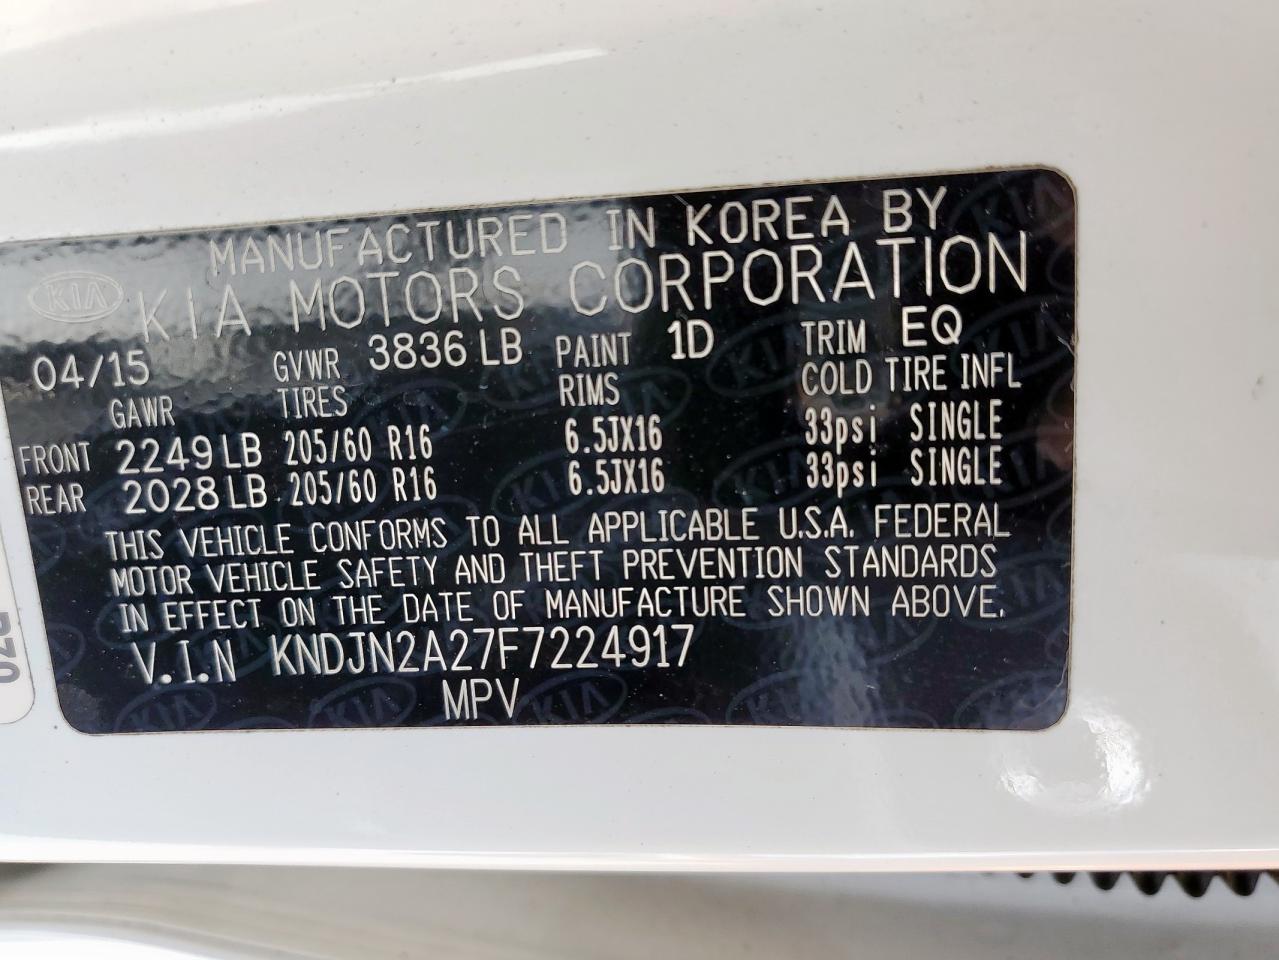 MANUFACTURED IN KOREA BY
KIA KIA MOTORS CORPORATION
04/15 GVWR 3836 LB PAINT 1D TRIM EQ
GAWR TIRES RIMS COLD TIRE INFL
FRONT 2249 LB 205/60 R16 6.5JX16 33psi SINGLE
REAR 2028 LB 205/60 R16 6.5JX16 33psi SINGLE
THIS VEHICLE CONFORMS TO ALL APPLICABLE U.S.A. FEDERAL
MOTOR VEHICLE SAFETY AND THEFT PREVENTION STANDARDS
IN EFFECT ON THE DATE OF MANUFACTURE SHOWN ABOVE.
V.I.N KNDJN2A27F7224917
MPV